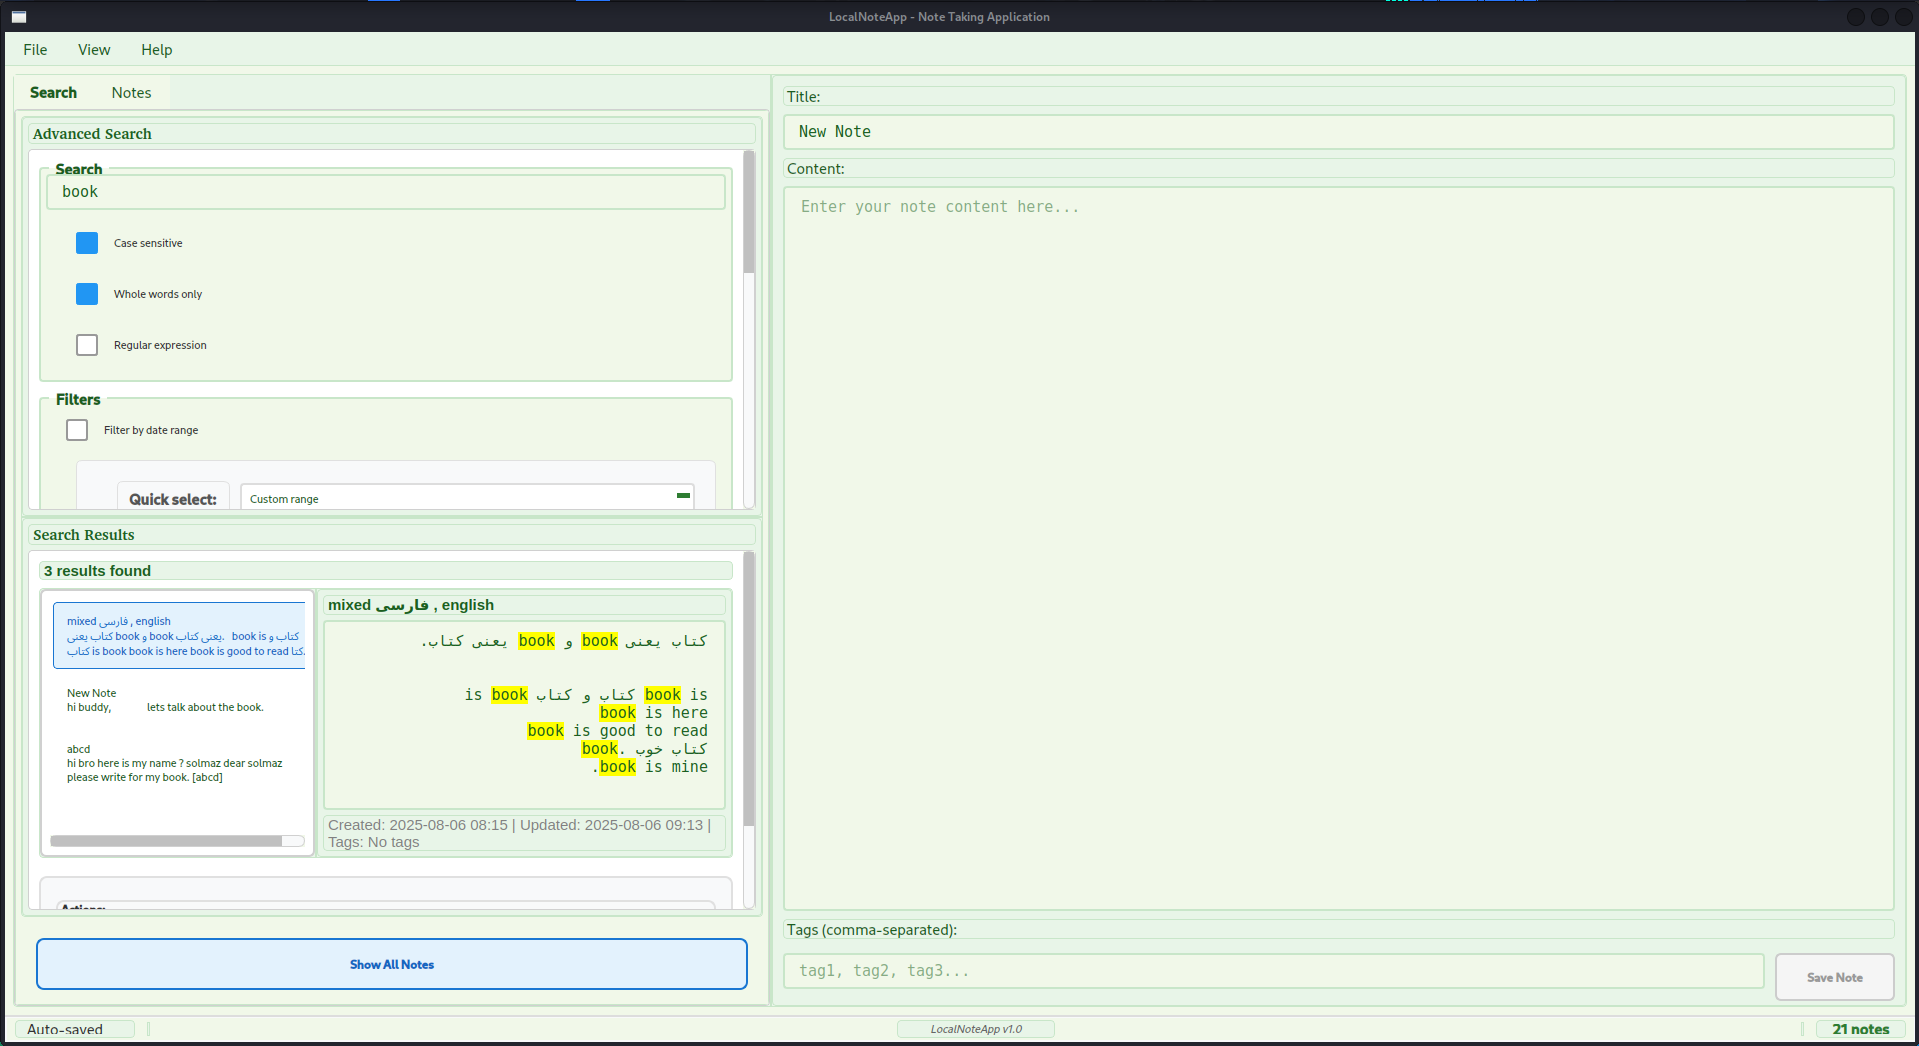 LocalNoteApp - Note Taking Application
File View Help
Search Notes
Advanced Search
Search
book
Case sensitive
Whole words only
Regular expression
Filters
Filter by date range
Quick select: Custom range
Search Results
3 results found
mixed فارسی , english
کتاب یعنی book و book یعنی کتاب. book is کتاب و
کتاب is book book is here book is good to read کتا.
New Note
hi buddy, lets talk about the book.
abcd
hi bro here is my name ? solmaz dear solmaz
please write for my book. [abcd]
mixed فارسی , english
کتاب یعنی book و book یعنی کتاب.
book is کتاب و کتاب is book
book is here
book is good to read
کتاب خوب .book
book is mine.
Created: 2025-08-06 08:15 | Updated: 2025-08-06 09:13 |
Tags: No tags
Actions:
Show All Notes
Title:
New Note
Content:
Enter your note content here...
Tags (comma-separated):
tag1, tag2, tag3...
Save Note
Auto-saved
LocalNoteApp v1.0
21 notes